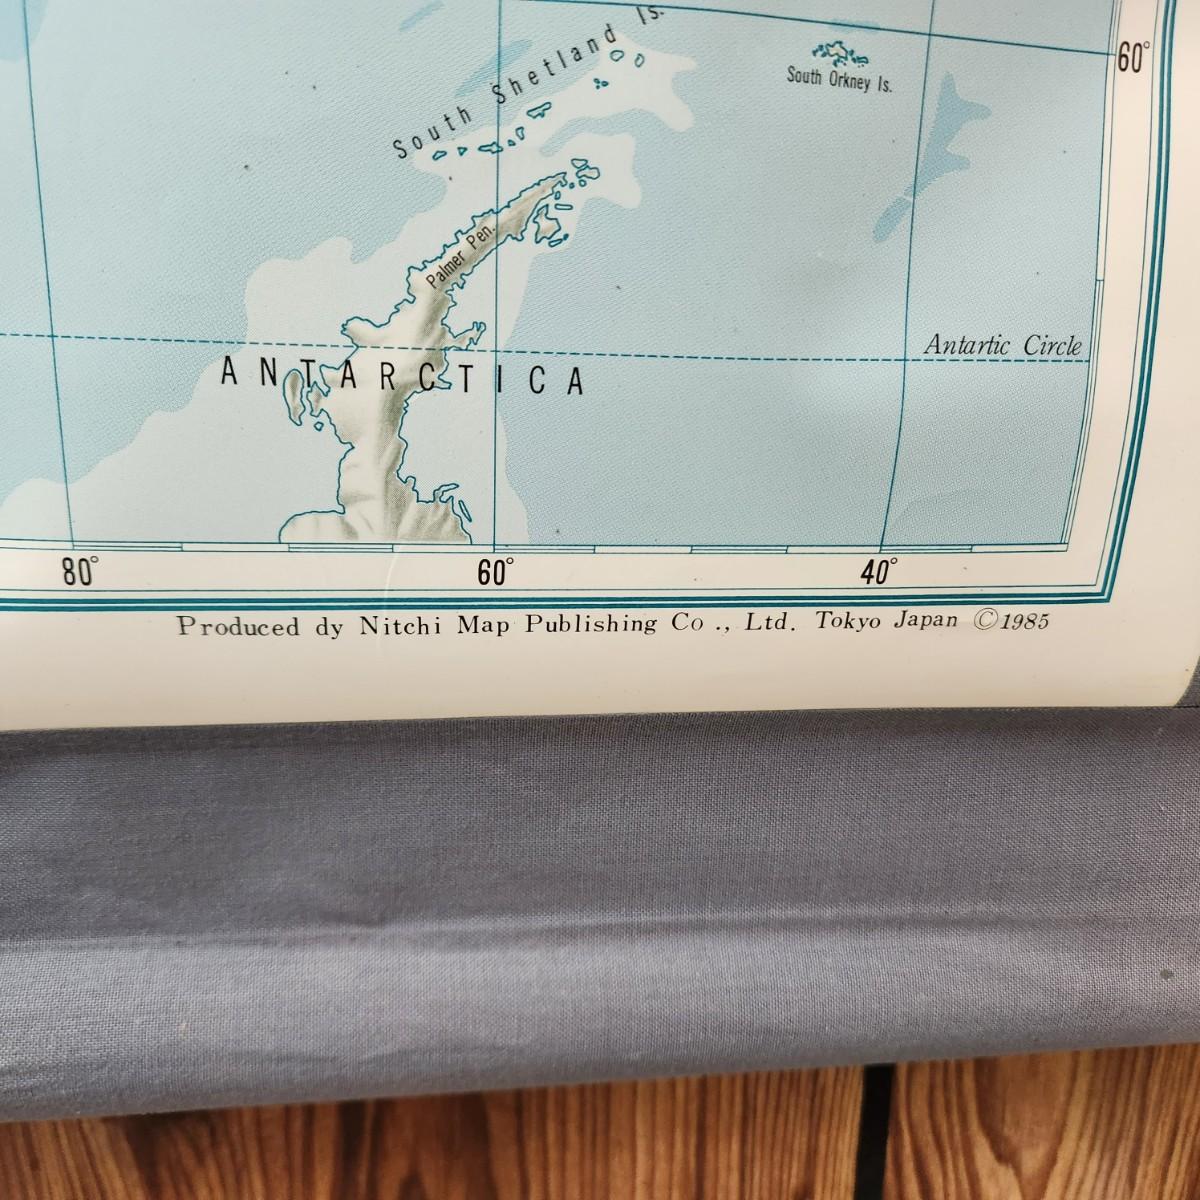 South Shetland Is.
South Orkney Is.
60°
Palmer Pen.
Antartic Circle
ANTARCTICA
80°
60°
40°
Produced dy Nitchi Map Publishing Co ., Ltd. Tokyo Japan ©1985